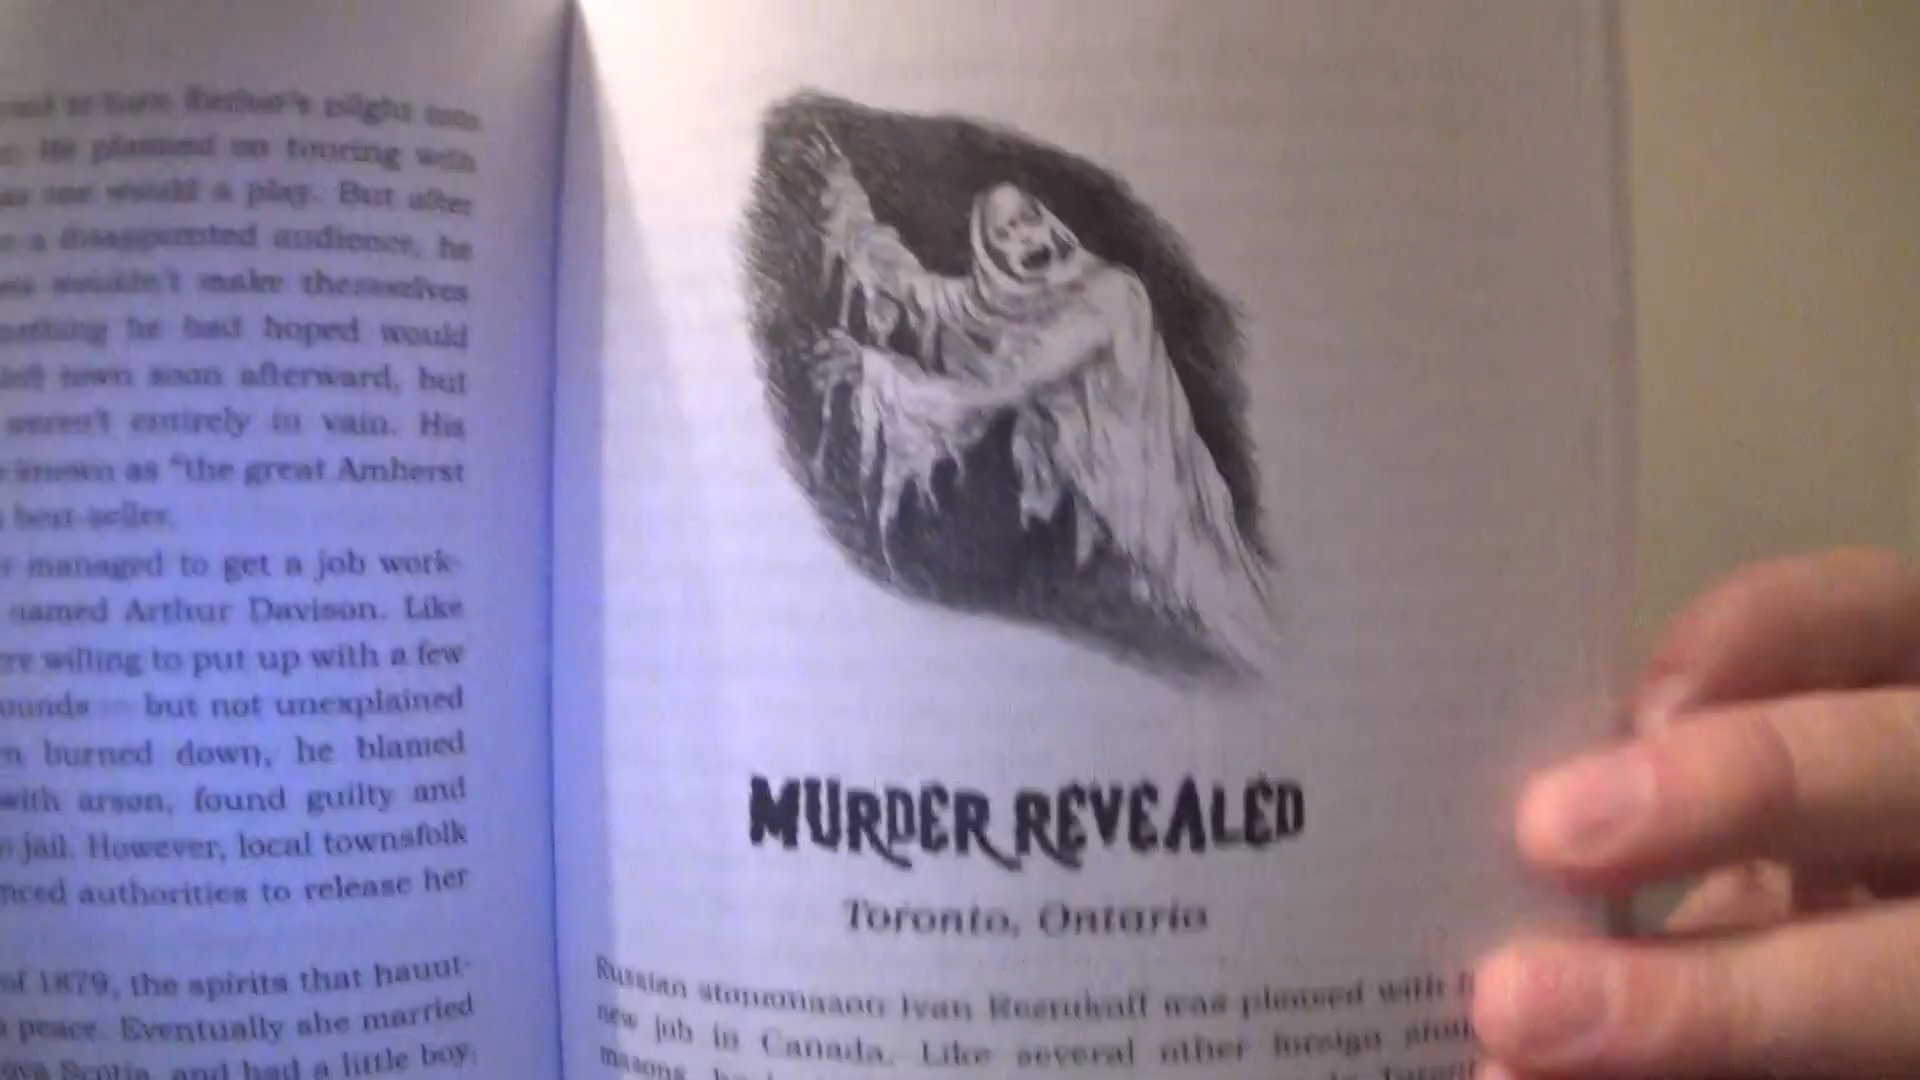 to turn Esther's plight into
He planned on touring with
as one would a play. But after
a disappointed audience, he
wouldn't make themselves
he had hoped would
town soon afterward, but
weren't entirely in vain. His
known as "the great Amherst
best-seller.
managed to get a job work-
named Arthur Davison. Like
willing to put up with a few
but not unexplained
burned down, he blamed
with arson, found guilty and
jail. However, local townsfolk
authorities to release her
of 1879, the spirits that haunt-
peace. Eventually she married
Scotia, and had a little boy.
MURDER REVEALED
Toronto, Ontario
Russian stonemason Ivan was pleased with
new job in Canada. Like several other foreign
masons,